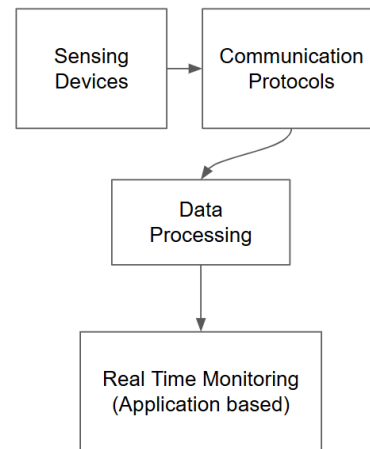 Sensing
Devices
Communication
Protocols
Data
Processing
Real Time Monitoring
(Application based)